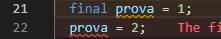 21 final prova = 1;
22 prova = 2; The fi